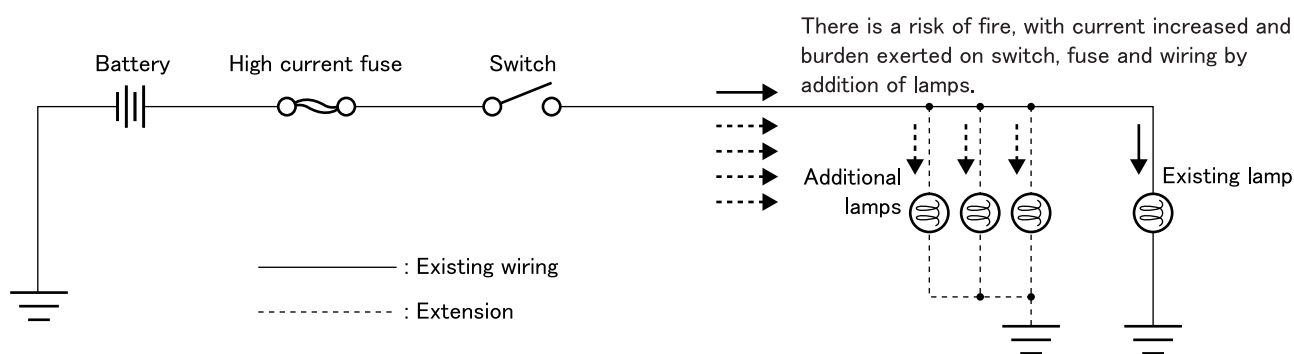 There is a risk of fire, with current increased and
burden exerted on switch, fuse and wiring by
addition of lamps.
Battery
High current fuse
Switch
Additional
lamps
Existing lamp
: Existing wiring
: Extension